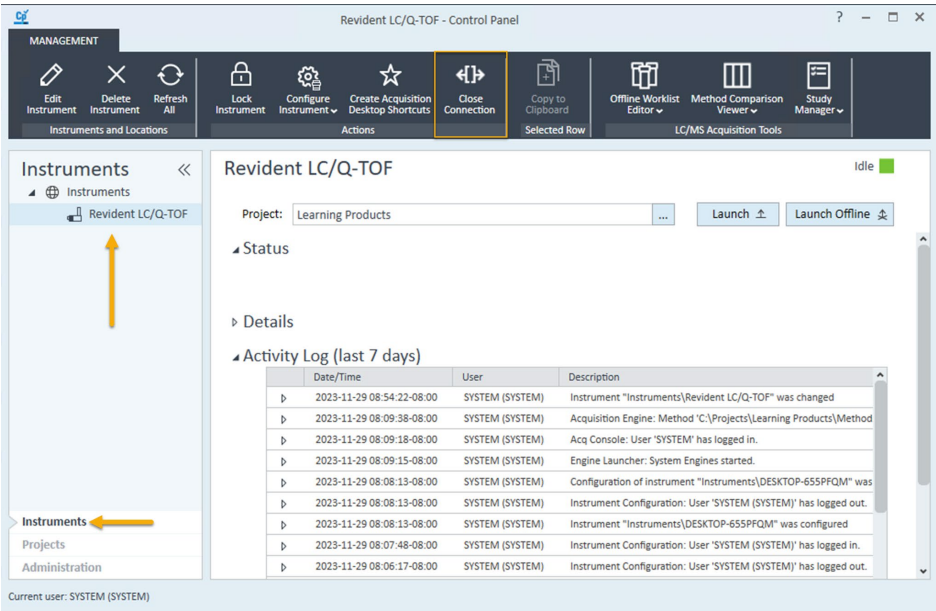 Cp
Revident LC/Q-TOF - Control Panel
?
MANAGEMENT
Edit Instrument
Delete Instrument
Refresh All
Instruments and Locations
Lock Instrument
Configure Instrument
Create Acquisition Desktop Shortcuts
Close Connection
Actions
Copy to Clipboard
Selected Row
Offline Worklist Editor
Method Comparison Viewer
Study Manager
LC/MS Acquisition Tools
Instruments
Instruments
Revident LC/Q-TOF
Instruments
Projects
Administration
Revident LC/Q-TOF
Idle
Project: Learning Products ... Launch Launch Offline
Status
Details
Activity Log (last 7 days)
Date/Time User Description
2023-11-29 08:54:22-08:00 SYSTEM (SYSTEM) Instrument "Instruments\Revident LC/Q-TOF" was changed
2023-11-29 08:09:38-08:00 SYSTEM (SYSTEM) Acquisition Engine: Method 'C:\Projects\Learning Products\Method
2023-11-29 08:09:18-08:00 SYSTEM (SYSTEM) Acq Console: User 'SYSTEM' has logged in.
2023-11-29 08:09:15-08:00 SYSTEM (SYSTEM) Engine Launcher: System Engines started.
2023-11-29 08:08:13-08:00 SYSTEM (SYSTEM) Configuration of instrument "Instruments\DESKTOP-655PFQM" was
2023-11-29 08:08:13-08:00 SYSTEM (SYSTEM) Instrument Configuration: User 'SYSTEM (SYSTEM)' has logged out.
2023-11-29 08:08:13-08:00 SYSTEM (SYSTEM) Instrument "Instruments\DESKTOP-655PFQM" was configured
2023-11-29 08:07:48-08:00 SYSTEM (SYSTEM) Instrument Configuration: User 'SYSTEM (SYSTEM)' has logged in.
2023-11-29 08:06:17-08:00 SYSTEM (SYSTEM) Instrument Configuration: User 'SYSTEM (SYSTEM)' has logged out.
Current user: SYSTEM (SYSTEM)